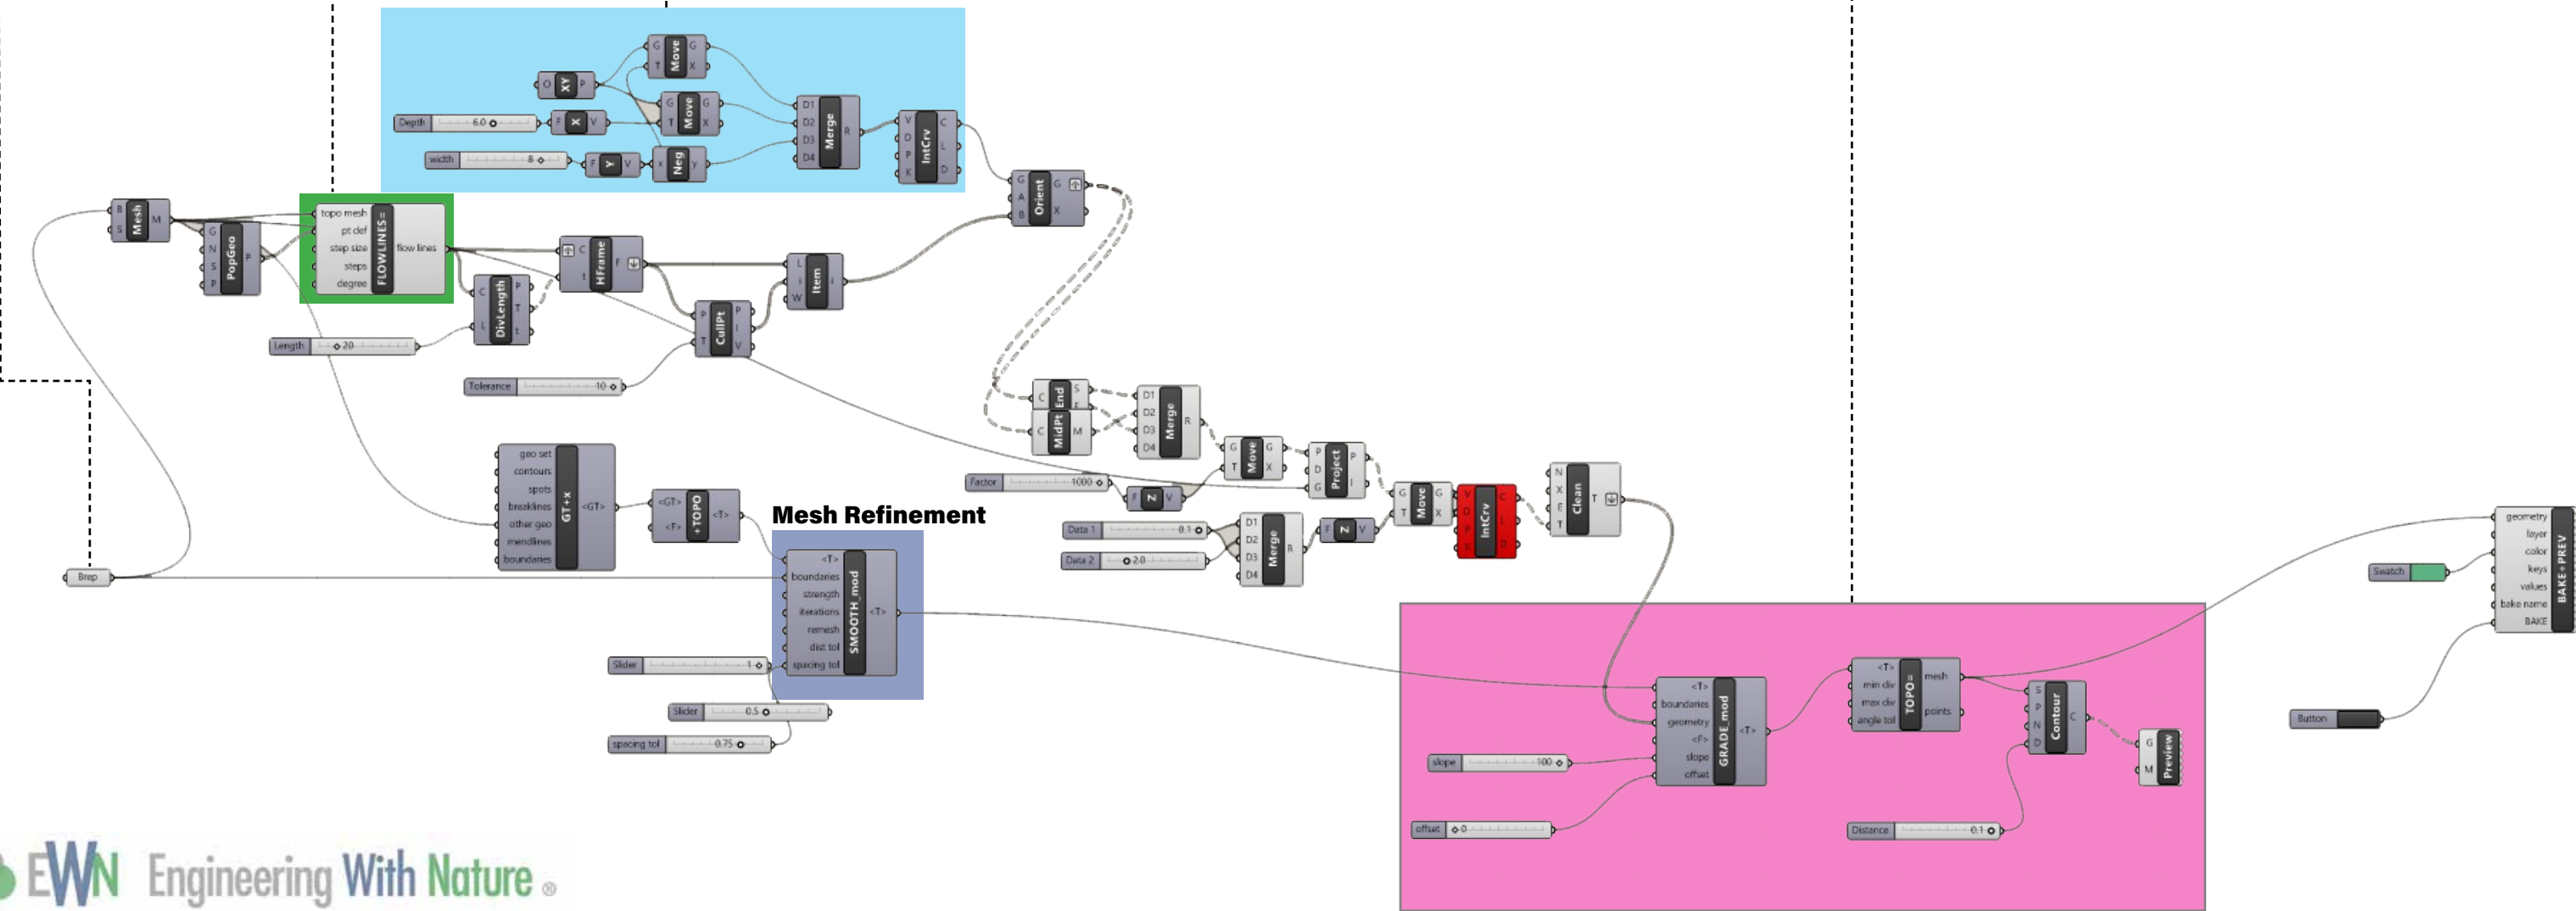 Depth 6.0
F X V
width 8
F Y V
O XY P
G T Move G X
G T Move G X
x Neg y
D1 D2 D3 D4 Merge R
V D P K IntCrv C L D
G A B Orient G X
B S Mesh M
G N S P PopGeo P
topo mesh
pt def
step size
steps
degree
FLOWLINES=
flow lines
C L DivLength P T t
Length 20
C t HFrame F
P T CullPt P I V
Tolerance 10
L i W Item i
C End S E
C MidPt M
D1 D2 D3 D4 Merge R
Factor 1000
F Z V
G T Move G X
P D G Project P I
Data 1 0.1
Data 2 2.0
D1 D2 D3 D4 Merge R
F Z V
G T Move G X
V D P K IntCrv C L D
N X E T Clean T
geo set
contours
spots
breaklines
other geo
mendlines
boundaries
GT+x
<GT>
<GT>
<F>
+TOPO
<T>
Brep
Mesh Refinement
<T>
boundaries
strength
iterations
remesh
dist tol
spacing tol
SMOOTH_mod
<T>
Slider 1
Slider 0.5
spacing tol 0.75
<T>
boundaries
geometry
<F>
slope
offset
GRADE_mod
<T>
slope 100
offset 0
<T>
min div
max div
angle tol
TOPO=
mesh
points
S P N D Contour C
Distance 0.1
G M Preview
geometry
layer
color
keys
values
bake name
BAKE
BAKE+PREV
Swatch
Button
EWN Engineering With Nature ®